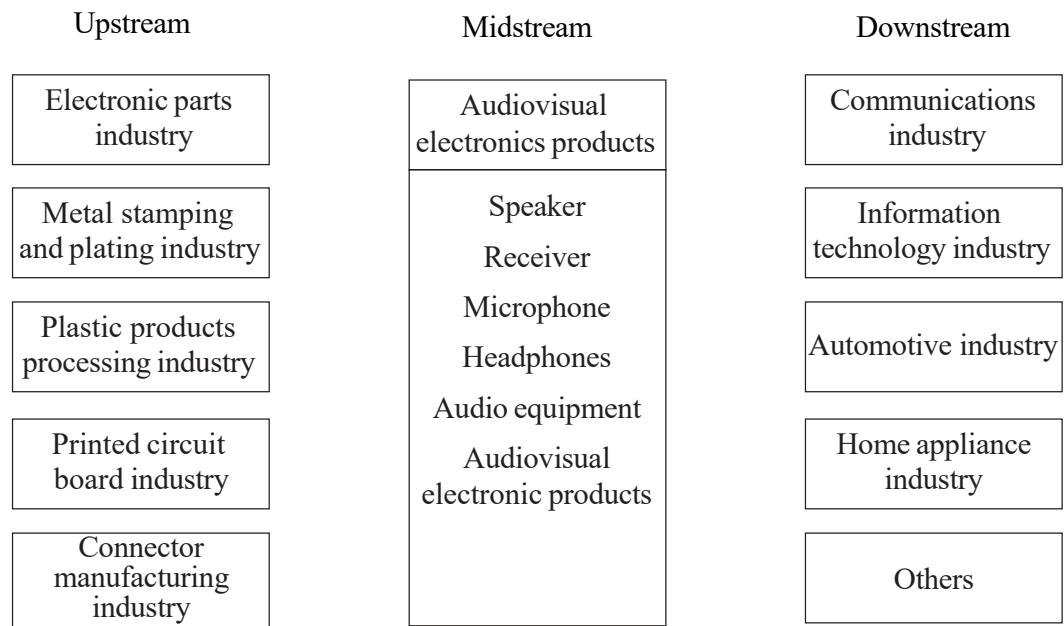 Upstream
Midstream
Downstream
Electronic parts
industry
Metal stamping
and plating industry
Plastic products
processing industry
Printed circuit
board industry
Connector
manufacturing
industry
Audiovisual
electronics products
Speaker
Receiver
Microphone
Headphones
Audio equipment
Audiovisual
electronic products
Communications
industry
Information
technology industry
Automotive industry
Home appliance
industry
Others